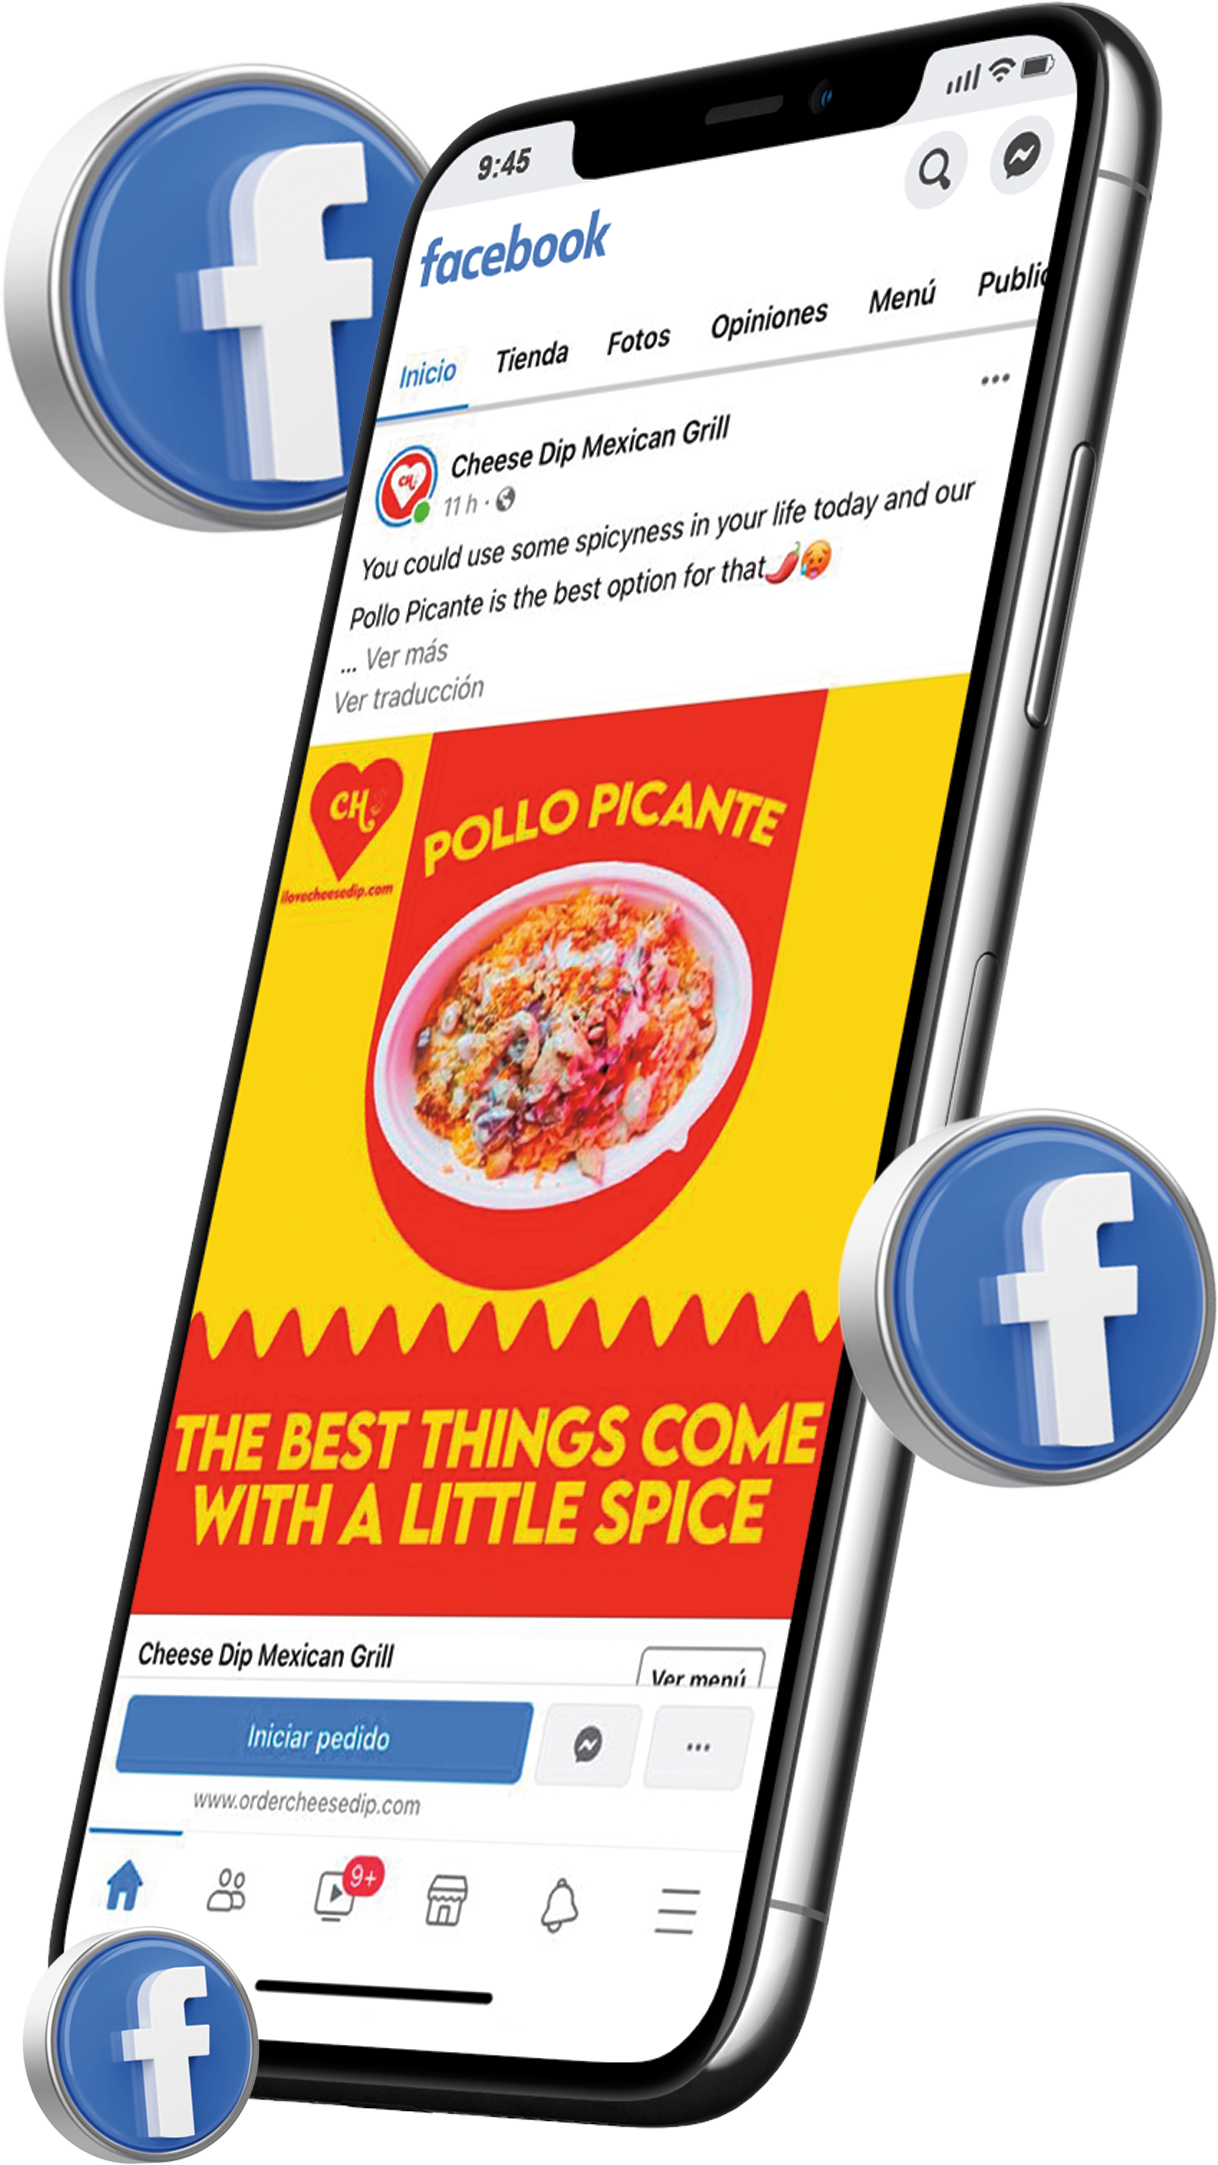 9:45
facebook
Inicio Tienda Fotos Opiniones Menú Public
Cheese Dip Mexican Grill
11 h ·
You could use some spicyness in your life today and our
Pollo Picante is the best option for that🌶️🥵
... Ver más
Ver traducción
CH
ilovecheesedip.com
POLLO PICANTE
THE BEST THINGS COME
WITH A LITTLE SPICE
Cheese Dip Mexican Grill
Ver menú
Iniciar pedido
www.ordercheesedip.com
9+